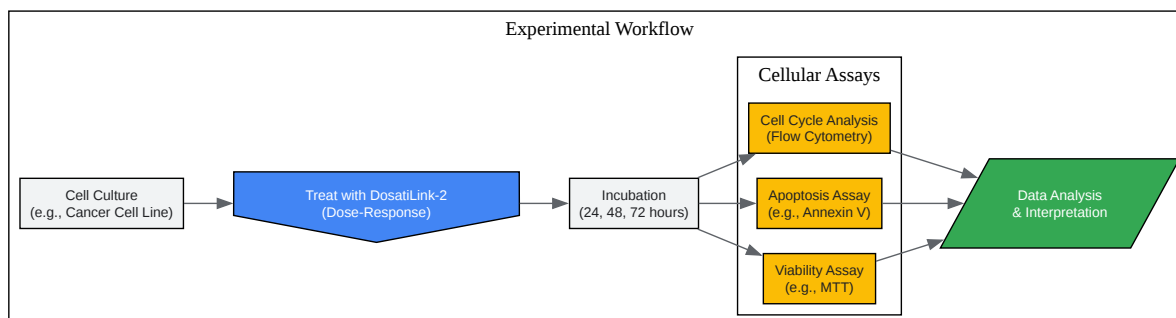 Experimental Workflow
Cell Culture
(e.g., Cancer Cell Line)
Treat with DosatiLink-2
(Dose-Response)
Incubation
(24, 48, 72 hours)
Cellular Assays
Cell Cycle Analysis
(Flow Cytometry)
Apoptosis Assay
(e.g., Annexin V)
Viability Assay
(e.g., MTT)
Data Analysis
& Interpretation